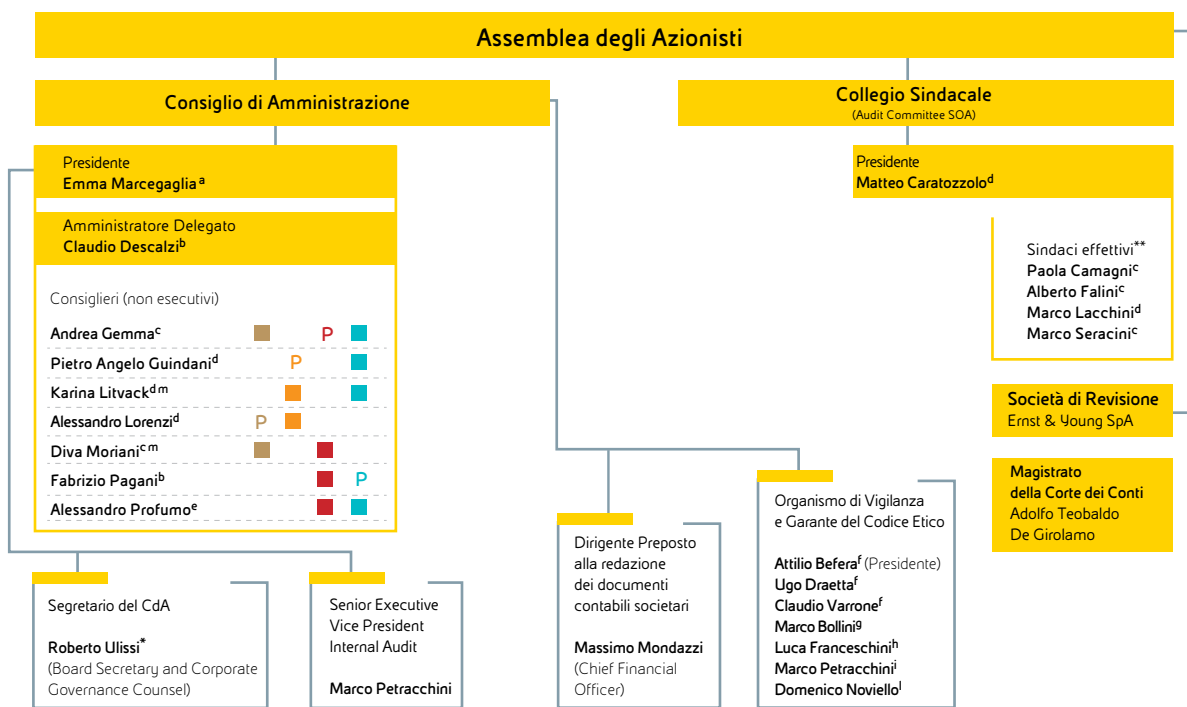 Assemblea degli Azionisti
Consiglio di Amministrazione
Collegio Sindacale
(Audit Committee SOA)
Presidente
Emma Marcegaglia a
Amministratore Delegato
Claudio Descalzi b
Consiglieri (non esecutivi)
Andrea Gemma c P
Pietro Angelo Guindani d P
Karina Litvack d m
Alessandro Lorenzi d P
Diva Moriani c m
Fabrizio Pagani b P
Alessandro Profumo e
Presidente
Matteo Caratozzolo d
Sindaci effettivi**
Paola Camagni c
Alberto Falini c
Marco Lacchini d
Marco Seracini c
Società di Revisione
Ernst & Young SpA
Magistrato
della Corte dei Conti
Adolfo Teobaldo
De Girolamo
Segretario del CdA
Roberto Ulissi*
(Board Secretary and Corporate
Governance Counsel)
Senior Executive
Vice President
Internal Audit
Marco Petracchini
Dirigente Preposto
alla redazione
dei documenti
contabili societari
Massimo Mondazzi
(Chief Financial
Officer)
Organismo di Vigilanza
e Garante del Codice Etico
Attilio Befera f (Presidente)
Ugo Draetta f
Claudio Varrone f
Marco Bollini g
Luca Franceschini h
Marco Petracchini i
Domenico Noviello l